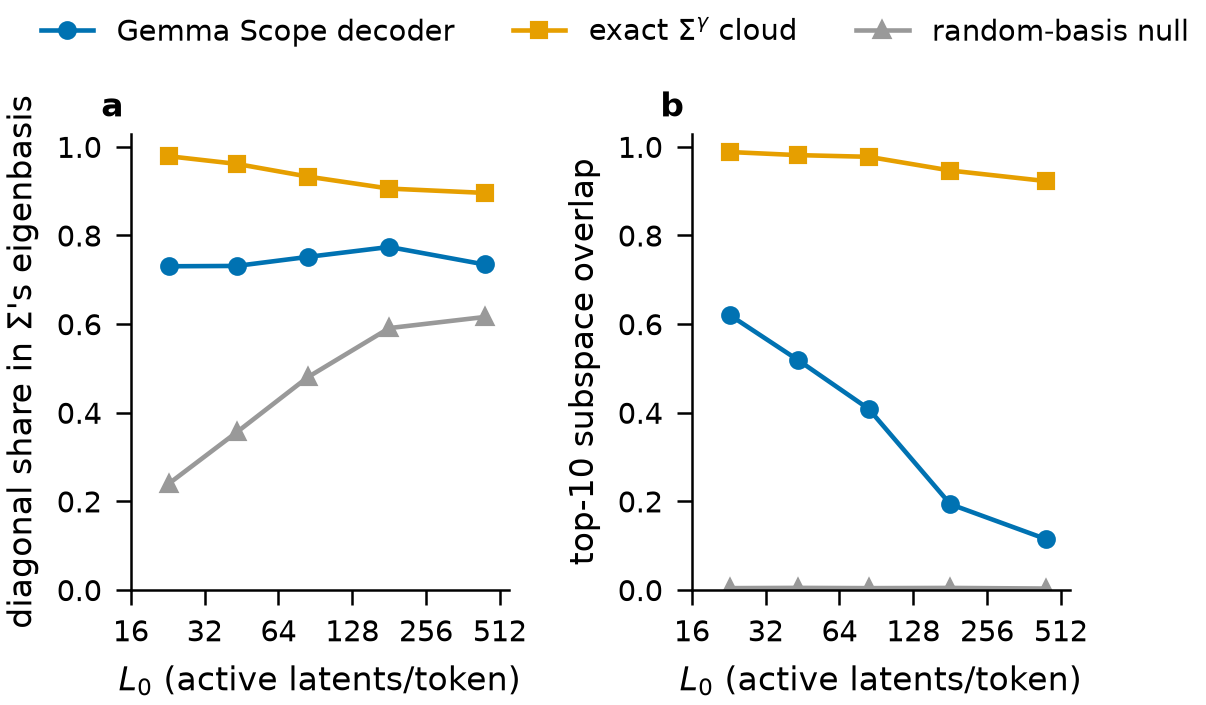 Gemma Scope decoder exact Σ^γ cloud random-basis null
a
diagonal share in Σ's eigenbasis
1.0
0.8
0.6
0.4
0.2
0.0
16 32 64 128 256 512
L₀ (active latents/token)
b
top-10 subspace overlap
1.0
0.8
0.6
0.4
0.2
0.0
16 32 64 128 256 512
L₀ (active latents/token)